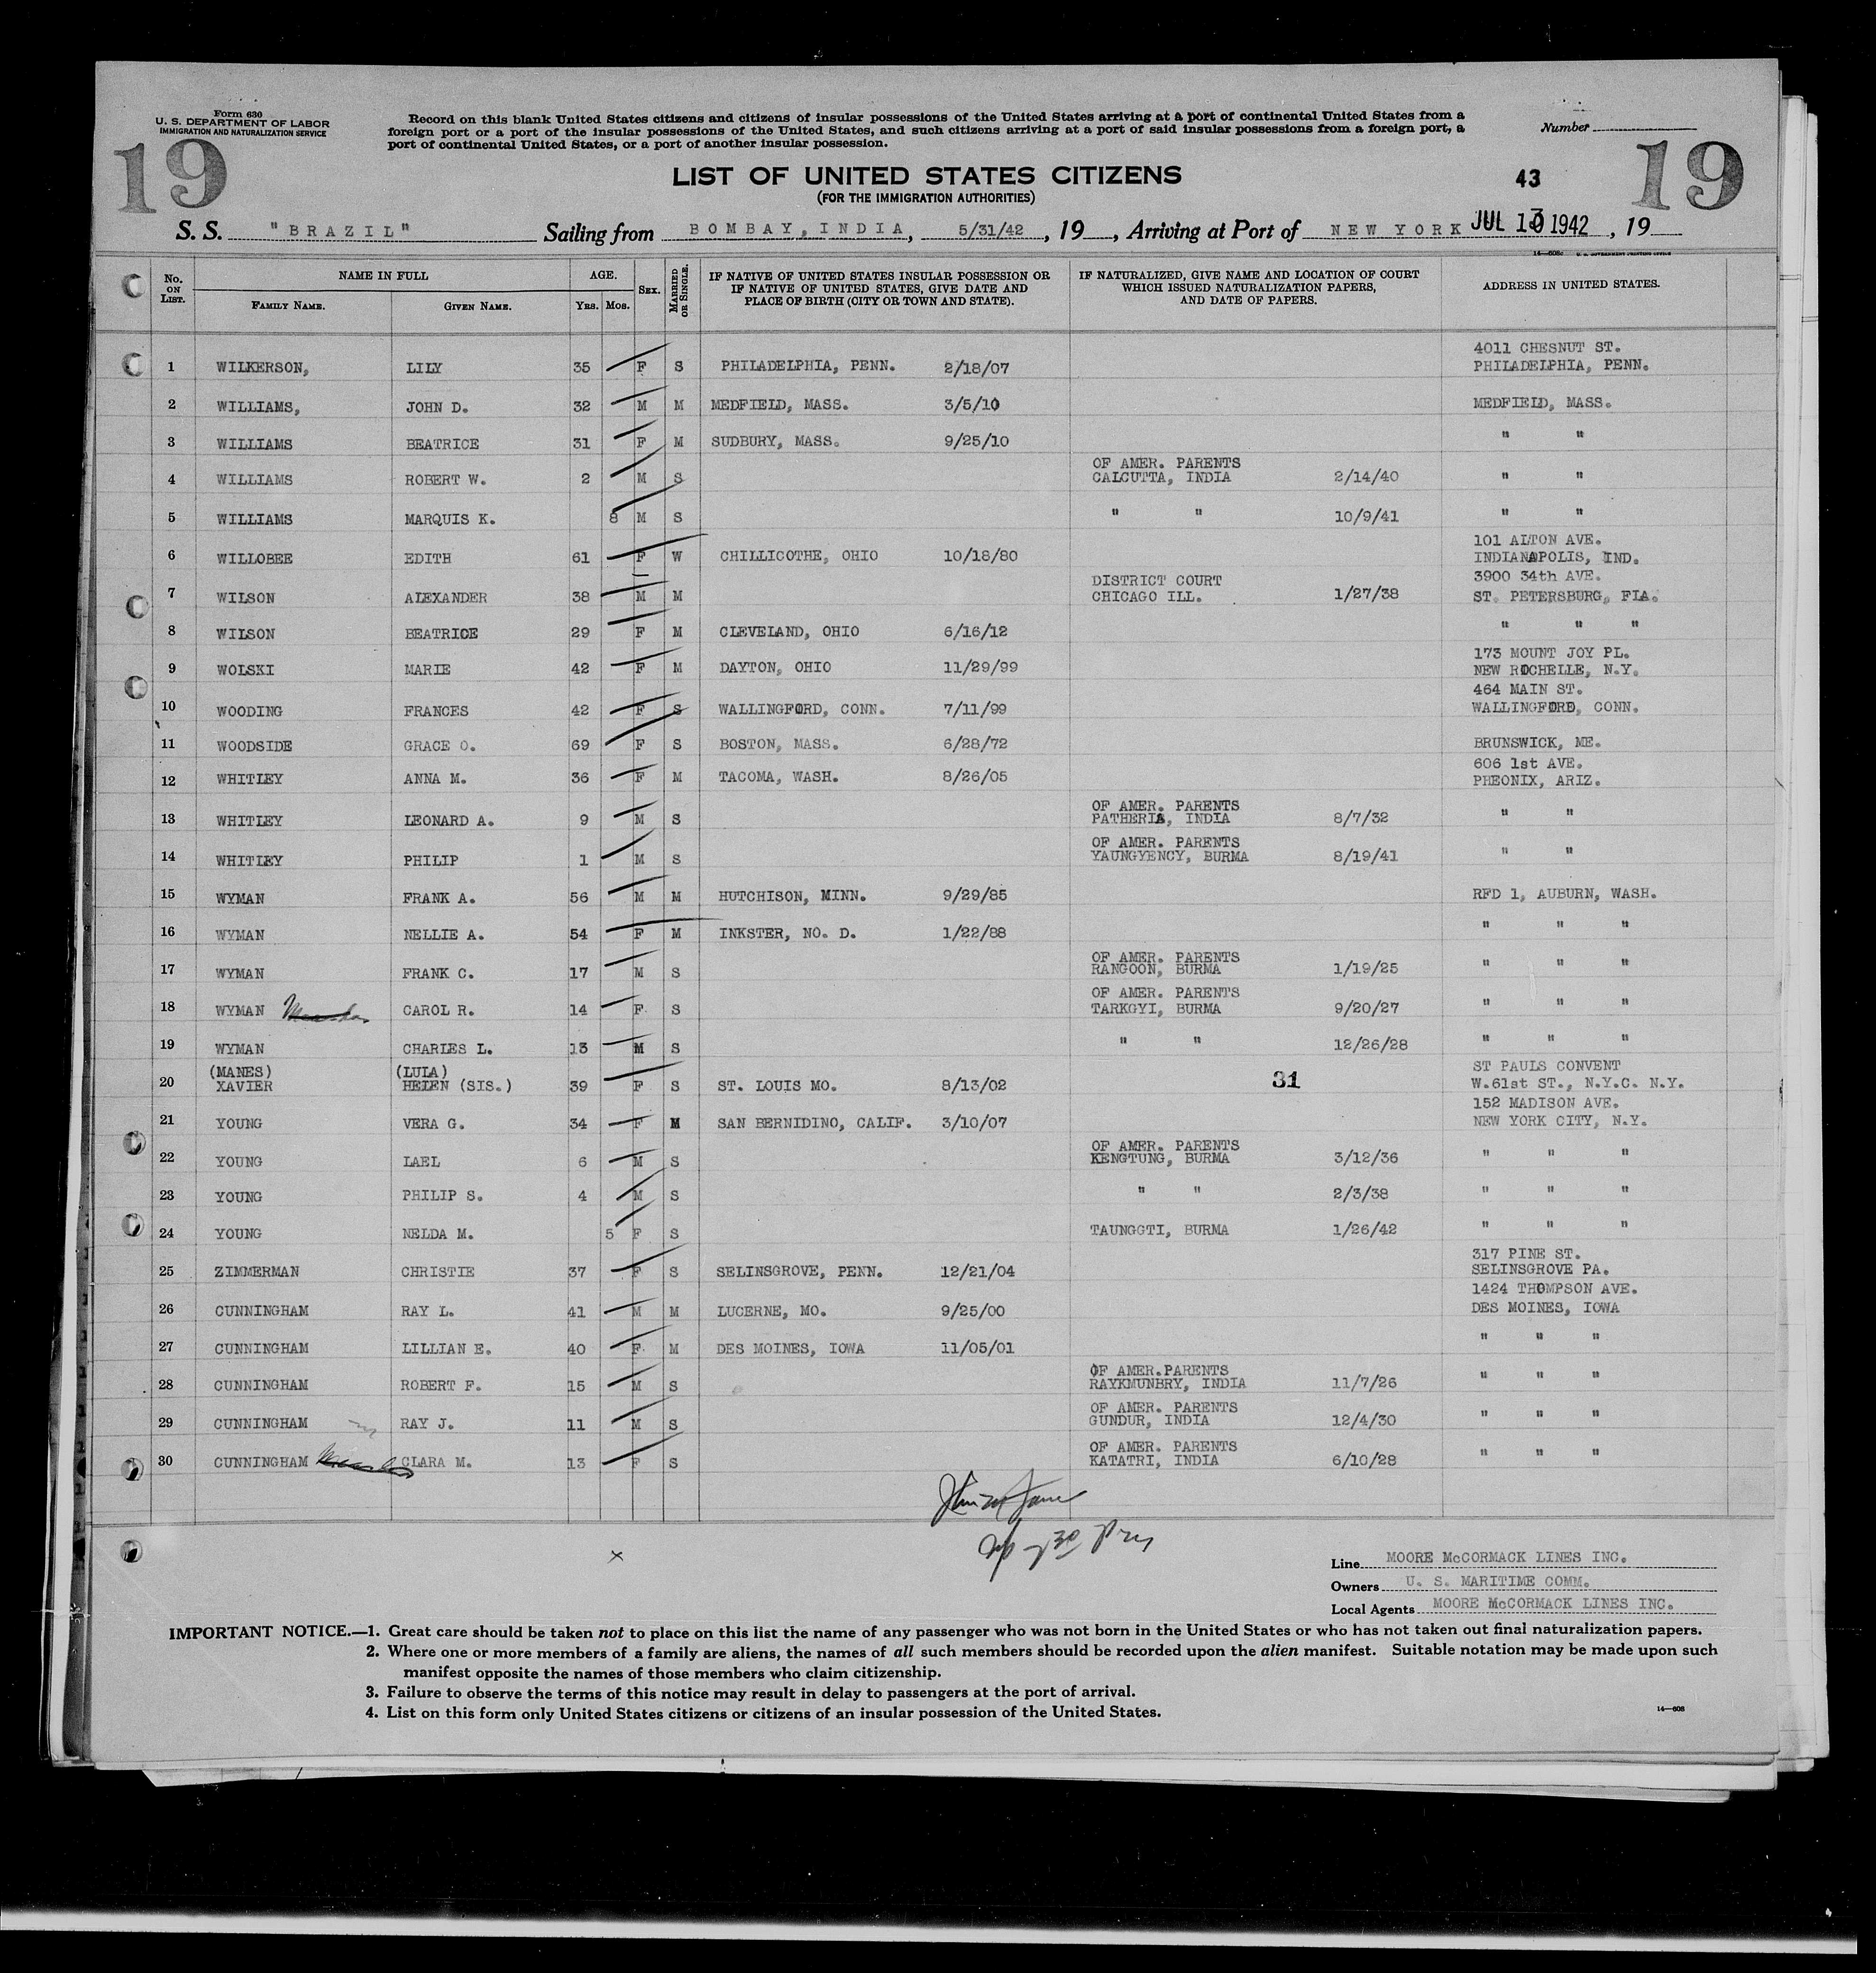 Form 630
U. S. DEPARTMENT OF LABOR
IMMIGRATION AND NATURALIZATION SERVICE
Record on this blank United States citizens and citizens of insular possessions of the United States arriving at a port of continental United States from a
foreign port or a port of the insular possessions of the United States, and such citizens arriving at a port of said insular possessions from a foreign port, a
port of continental United States, or a port of another insular possession.
Number
19
19
LIST OF UNITED STATES CITIZENS
(FOR THE IMMIGRATION AUTHORITIES)
43
S. S. "BRAZIL" Sailing from BOMBAY, INDIA, 5/31/42, 19 , Arriving at Port of NEW YORK JUL 13 1942, 19
No. ON LIST. NAME IN FULL AGE. SEX. MARRIED OR SINGLE. IF NATIVE OF UNITED STATES INSULAR POSSESSION OR IF NATIVE OF UNITED STATES, GIVE DATE AND PLACE OF BIRTH (CITY OR TOWN AND STATE). IF NATURALIZED, GIVE NAME AND LOCATION OF COURT WHICH ISSUED NATURALIZATION PAPERS, AND DATE OF PAPERS. ADDRESS IN UNITED STATES.
FAMILY NAME. GIVEN NAME. YRS. MOS.
4011 CHESNUT ST.
1 WILKERSON, LILY 35 F S PHILADELPHIA, PENN. 2/18/07 PHILADELPHIA, PENN.
2 WILLIAMS, JOHN D. 32 M M MEDFIELD, MASS. 3/5/10 MEDFIELD, MASS.
3 WILLIAMS BEATRICE 31 F M SUDBURY, MASS. 9/25/10 " "
OF AMER. PARENTS
4 WILLIAMS ROBERT W. 2 M S CALCUTTA, INDIA 2/14/40 " "
5 WILLIAMS MARQUIS K. 8 M S " " 10/9/41 " "
101 ALTON AVE.
6 WILLOBEE EDITH 61 F W CHILLICOTHE, OHIO 10/18/80 INDIANAPOLIS, IND.
DISTRICT COURT 3900 34th AVE.
7 WILSON ALEXANDER 38 M M CHICAGO ILL. 1/27/38 ST. PETERSBURG, FLA.
8 WILSON BEATRICE 29 F M CLEVELAND, OHIO 6/16/12 " " "
173 MOUNT JOY PL.
9 WOLSKI MARIE 42 F M DAYTON, OHIO 11/29/99 NEW ROCHELLE, N.Y.
464 MAIN ST.
10 WOODING FRANCES 42 F S WALLINGFORD, CONN. 7/11/99 WALLINGFORD, CONN.
11 WOODSIDE GRACE O. 69 F S BOSTON, MASS. 6/28/72 BRUNSWICK, ME.
606 1st AVE.
12 WHITLEY ANNA M. 36 F M TACOMA, WASH. 8/26/05 PHEONIX, ARIZ.
OF AMER. PARENTS
13 WHITLEY LEONARD A. 9 M S PATHERIA, INDIA 8/7/32 " "
OF AMER. PARENTS
14 WHITLEY PHILIP 1 M S YAUNGYENCY, BURMA 8/19/41 " "
15 WYMAN FRANK A. 56 M M HUTCHISON, MINN. 9/29/85 RFD 1, AUBURN, WASH.
16 WYMAN NELLIE A. 54 F M INKSTER, NO. D. 1/22/88 " " "
OF AMER. PARENTS
17 WYMAN FRANK C. 17 M S RANGOON, BURMA 1/19/25 " " "
OF AMER. PARENTS
18 WYMAN CAROL R. 14 F S TARKGYI, BURMA 9/20/27 " " "
19 WYMAN CHARLES L. 13 M S " " 12/26/28 " " "
(MANES) (LULA) ST PAULS CONVENT
20 XAVIER HELEN (SIS.) 39 F S ST. LOUIS MO. 8/13/02 31 W.61st ST., N.Y.C. N.Y.
152 MADISON AVE.
21 YOUNG VERA G. 34 F M SAN BERNIDINO, CALIF. 3/10/07 NEW YORK CITY, N.Y.
OF AMER. PARENTS
22 YOUNG LAEL 6 M S KENGTUNG, BURMA 3/12/36 " " "
23 YOUNG PHILIP S. 4 M S " " 2/3/38 " " "
24 YOUNG NELDA M. 5 F S TAUNGGTI, BURMA 1/26/42 " " "
317 PINE ST.
25 ZIMMERMAN CHRISTIE 37 F S SELINSGROVE, PENN. 12/21/04 SELINSGROVE PA.
1424 THOMPSON AVE.
26 CUNNINGHAM RAY L. 41 M M LUCERNE, MO. 9/25/00 DES MOINES, IOWA
27 CUNNINGHAM LILLIAN E. 40 F M DES MOINES, IOWA 11/05/01 " " "
OF AMER.PARENTS
28 CUNNINGHAM ROBERT F. 15 M S RAYKMUNBRY, INDIA 11/7/26 " " "
OF AMER. PARENTS
29 CUNNINGHAM RAY J. 11 M S GUNDUR, INDIA 12/4/30 " " "
OF AMER. PARENTS
30 CUNNINGHAM CLARA M. 13 F S KATATRI, INDIA 6/10/28 " " "
Line MOORE McCORMACK LINES INC.
Owners U. S. MARITIME COMM.
Local Agents MOORE McCORMACK LINES INC.
IMPORTANT NOTICE.—1. Great care should be taken not to place on this list the name of any passenger who was not born in the United States or who has not taken out final naturalization papers.
2. Where one or more members of a family are aliens, the names of all such members should be recorded upon the alien manifest. Suitable notation may be made upon such
manifest opposite the names of those members who claim citizenship.
3. Failure to observe the terms of this notice may result in delay to passengers at the port of arrival.
4. List on this form only United States citizens or citizens of an insular possession of the United States.
14—608